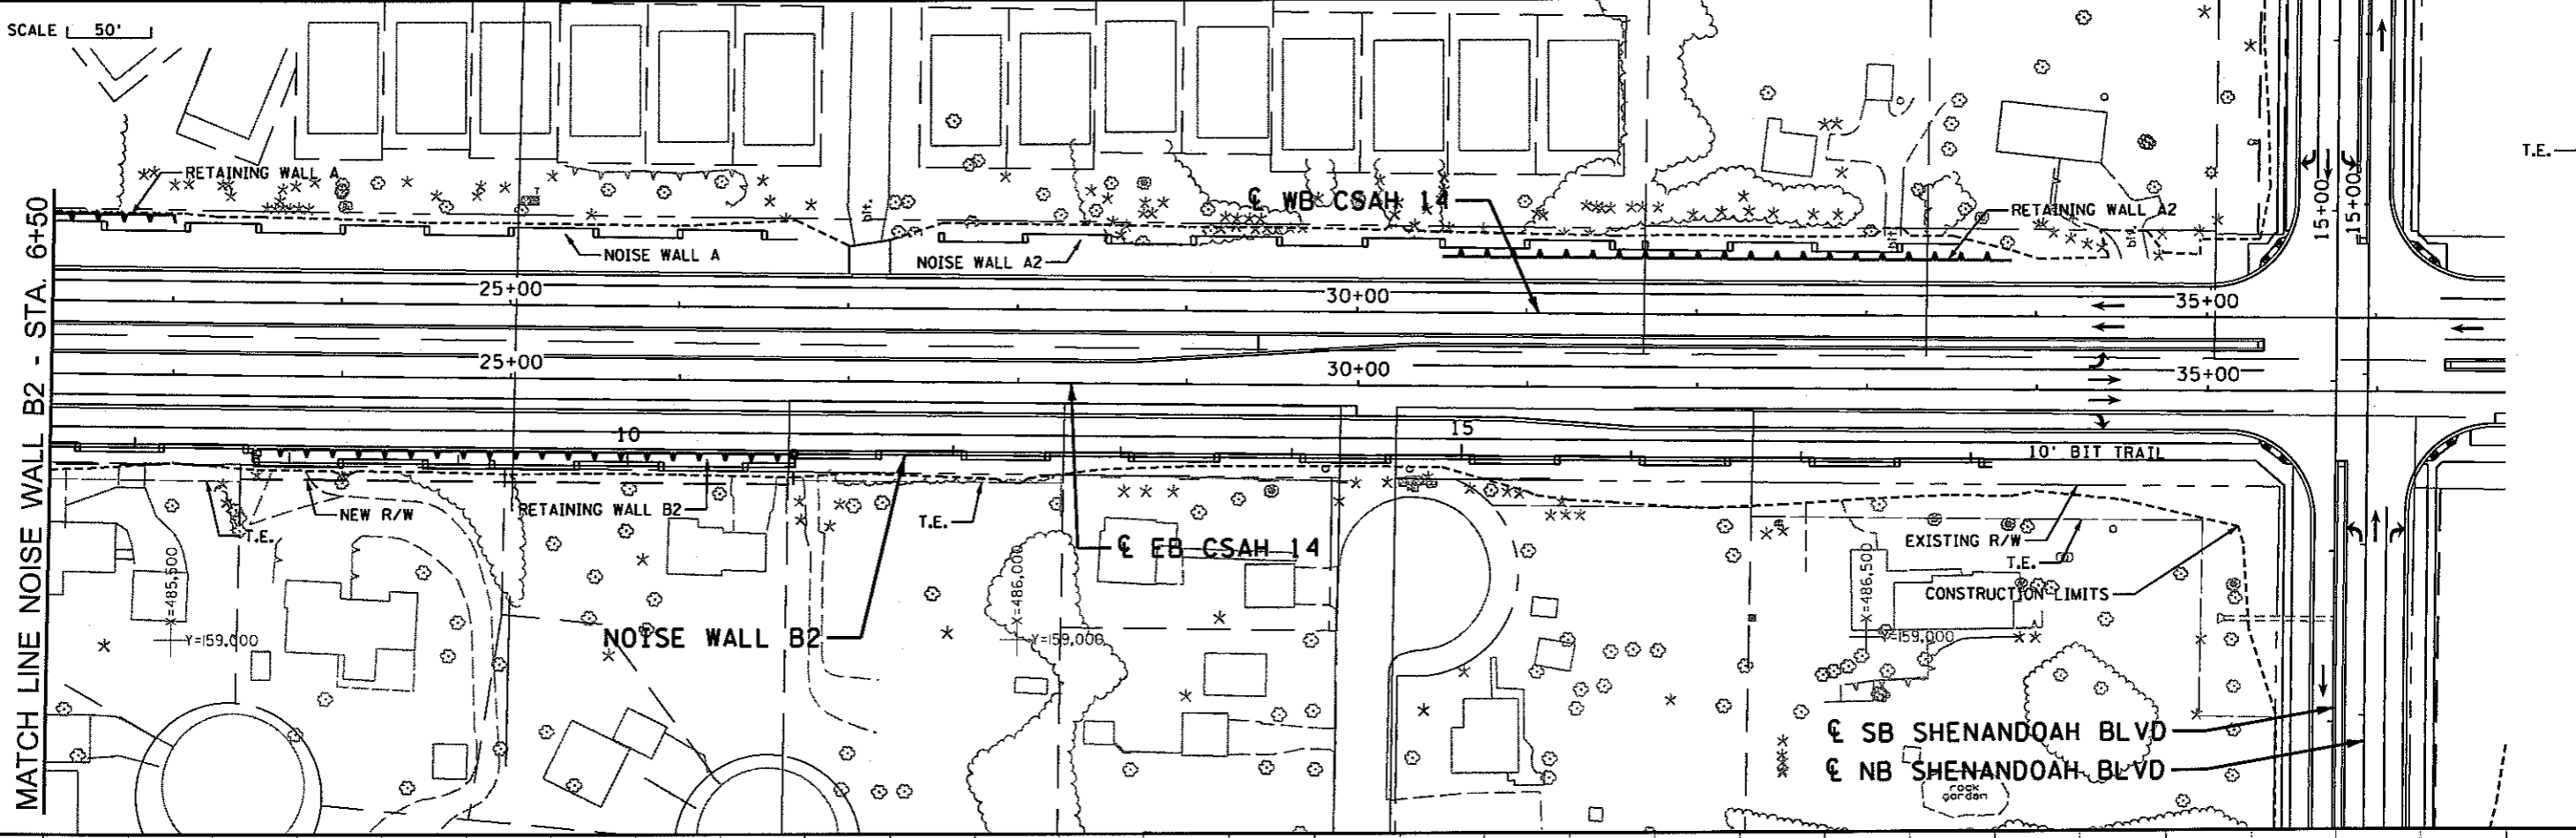 SCALE 50'
T.E.
RETAINING WALL A
MATCH LINE NOISE WALL B2 - STA. 6+50
℄ WB CSAH 14
RETAINING WALL A2
bit.
bit.
15+00
15+00
NOISE WALL A
NOISE WALL A2
25+00
30+00
35+00
25+00
30+00
35+00
10
15
10' BIT TRAIL
NEW R/W
RETAINING WALL B2
T.E.
T.E.
℄ EB CSAH 14
EXISTING R/W
T.E.
CONSTRUCTION LIMITS
X=485,500
Y=159,000
X=486,000
Y=159,000
X=486,500
Y=159,000
NOISE WALL B2
℄ SB SHENANDOAH BLVD
℄ NB SHENANDOAH BLVD
rock
garden